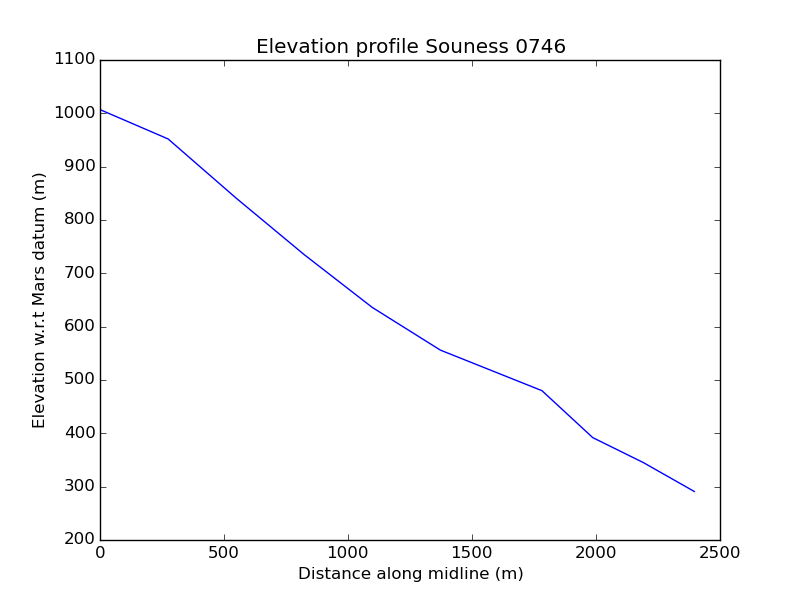 Elevation profile Souness 0746
1100
1000
900
800
700
600
500
400
300
200
Elevation w.r.t Mars datum (m)
0 500 1000 1500 2000 2500
Distance along midline (m)